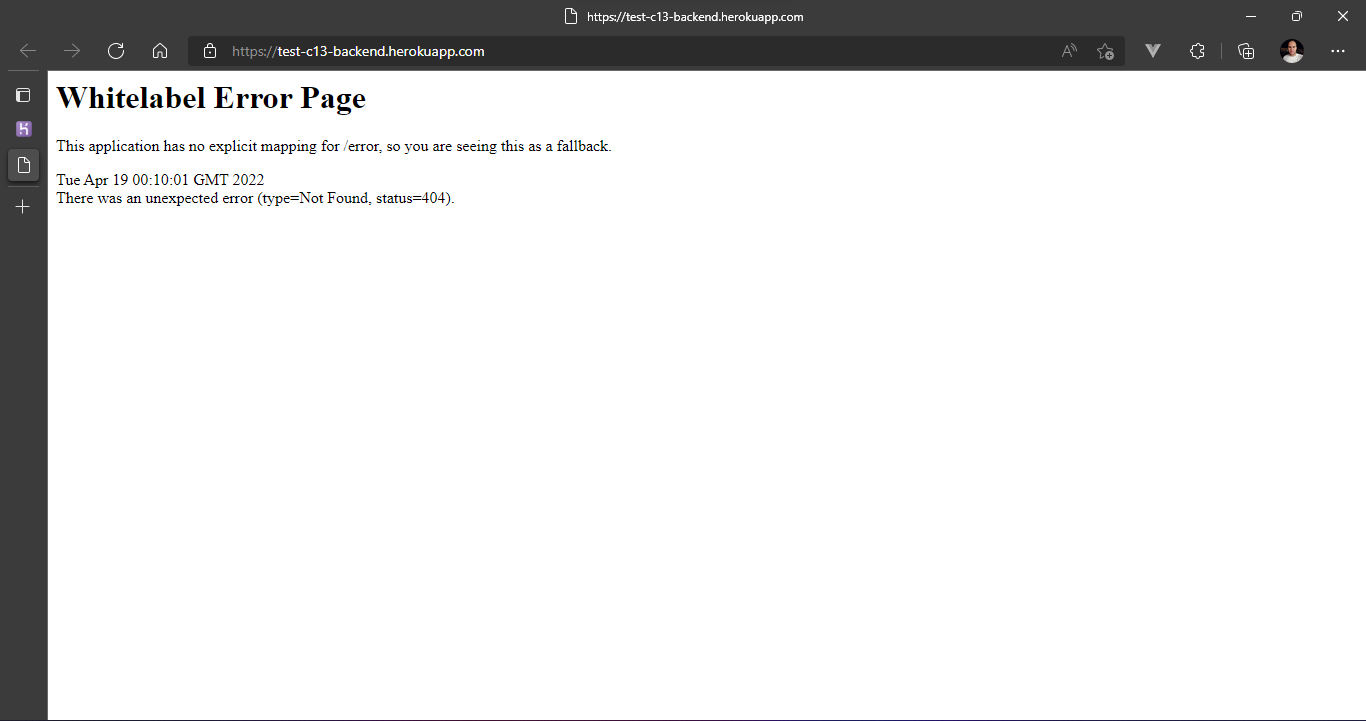 https://test-c13-backend.herokuapp.com
https://test-c13-backend.herokuapp.com
Whitelabel Error Page
This application has no explicit mapping for /error, so you are seeing this as a fallback.
Tue Apr 19 00:10:01 GMT 2022
There was an unexpected error (type=Not Found, status=404).